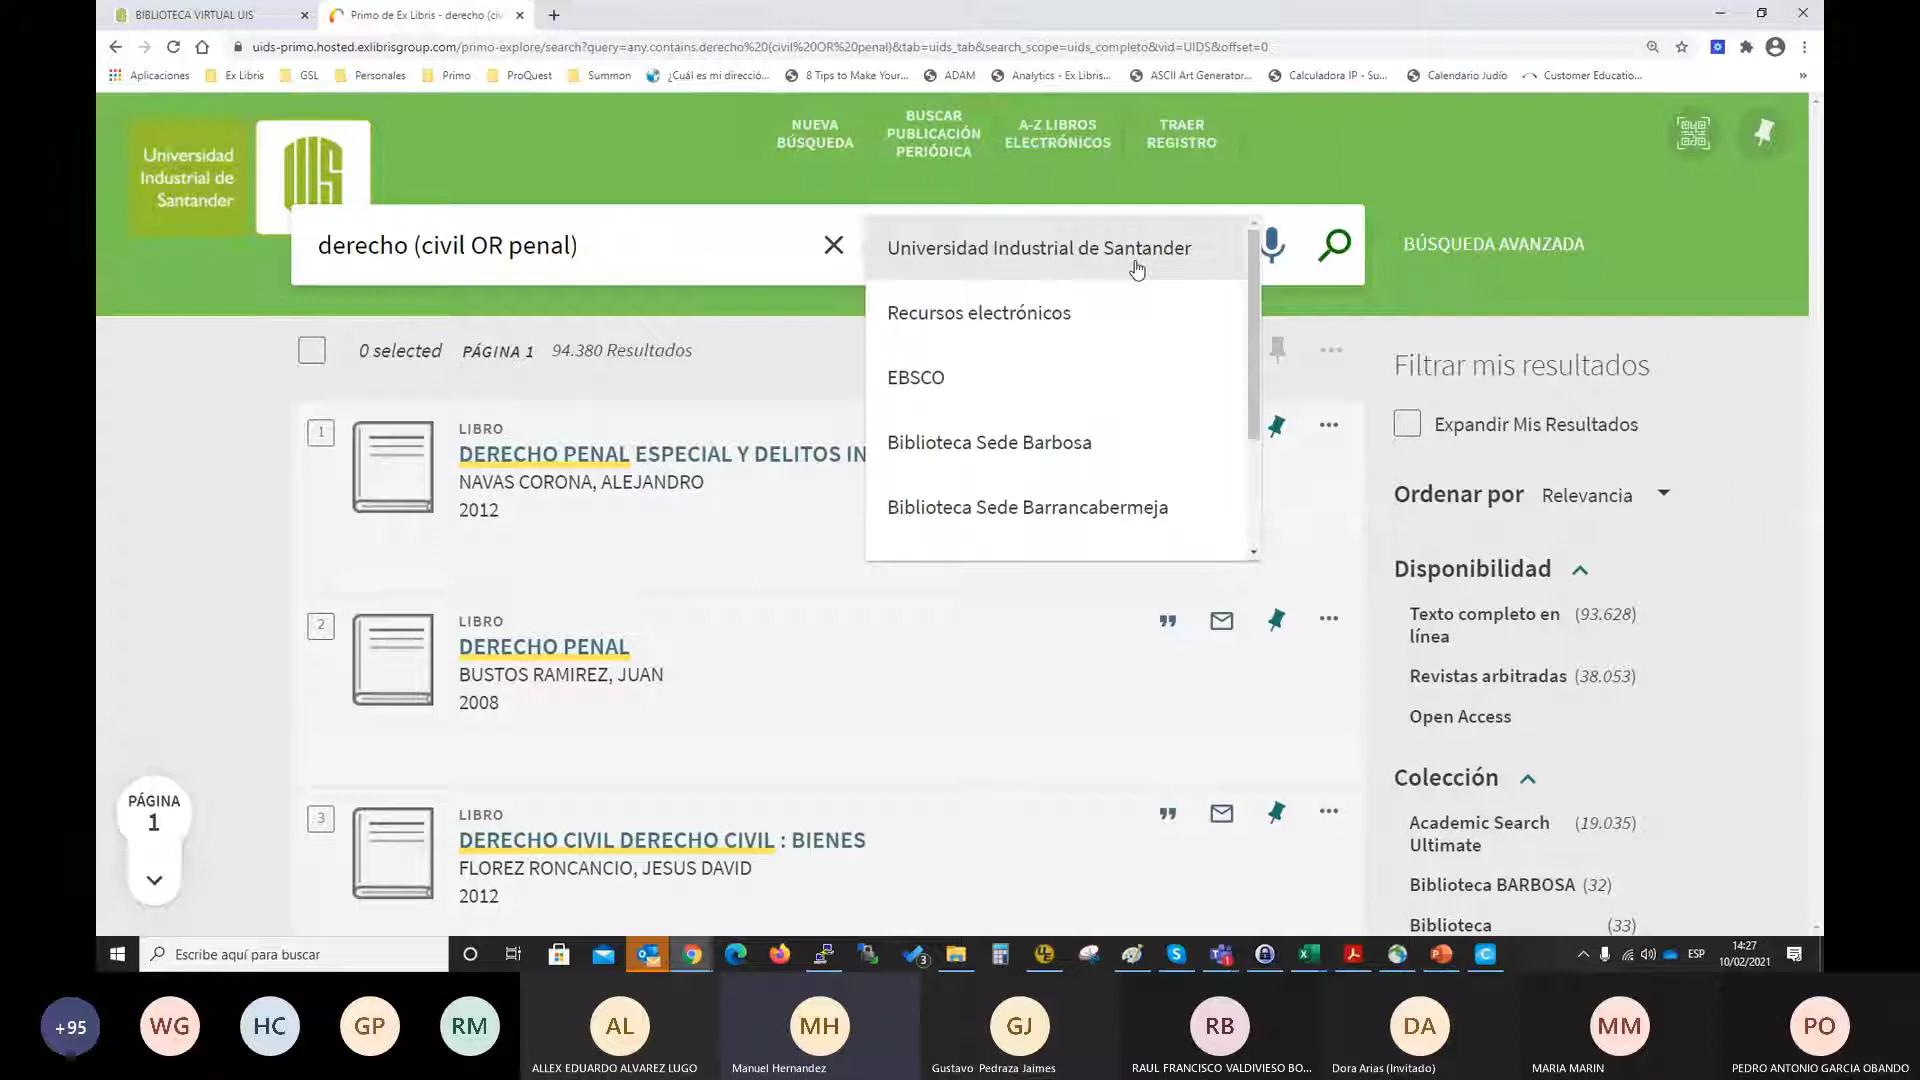 BIBLIOTECA VIRTUAL UIS
Primo de Ex Libris - derecho (civ
uids-primo.hosted.exlibrisgroup.com/primo-explore/search?query=any.contains.derecho%20(civil%20OR%20penal)&tab=uids_tab&search_scope=uids_completo&vid=UIDS&offset=0
Aplicaciones
Ex Libris
GSL
Personales
Primo
ProQuest
Summon
¿Cuál es mi direcció...
8 Tips to Make Your...
ADAM
Analytics - Ex Libris...
ASCII Art Generator...
Calculadora IP - Su...
Calendario Judío
Customer Educatio...
Universidad
Industrial de
Santander
UIS
NUEVA
BÚSQUEDA
BUSCAR
PUBLICACIÓN
PERIÓDICA
A-Z LIBROS
ELECTRÓNICOS
TRAER
REGISTRO
derecho (civil OR penal)
Universidad Industrial de Santander
Recursos electrónicos
EBSCO
Biblioteca Sede Barbosa
Biblioteca Sede Barrancabermeja
BÚSQUEDA AVANZADA
0 selected PÁGINA 1 94.380 Resultados
1
LIBRO
DERECHO PENAL ESPECIAL Y DELITOS IN
NAVAS CORONA, ALEJANDRO
2012
2
LIBRO
DERECHO PENAL
BUSTOS RAMIREZ, JUAN
2008
3
LIBRO
DERECHO CIVIL DERECHO CIVIL : BIENES
FLOREZ RONCANCIO, JESUS DAVID
2012
PÁGINA
1
Filtrar mis resultados
Expandir Mis Resultados
Ordenar por Relevancia
Disponibilidad
Texto completo en (93.628)
línea
Revistas arbitradas (38.053)
Open Access
Colección
Academic Search (19.035)
Ultimate
Biblioteca BARBOSA (32)
Biblioteca (33)
Escribe aquí para buscar
3
ESP
14:27
10/02/2021
+95
WG
HC
GP
RM
AL
ALLEX EDUARDO ALVAREZ LUGO
MH
Manuel Hernandez
GJ
Gustavo Pedraza Jaimes
RB
RAUL FRANCISCO VALDIVIESO BO...
DA
Dora Arias (Invitado)
MM
MARIA MARIN
PO
PEDRO ANTONIO GARCIA OBANDO